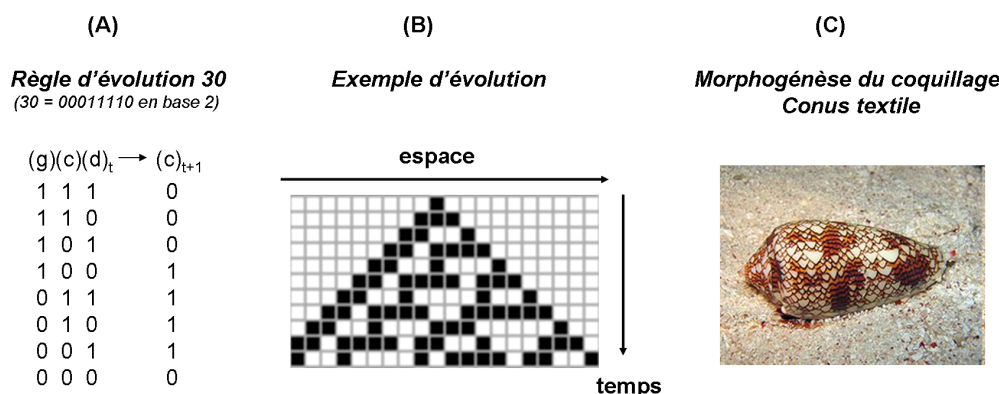 (A)
Règle d'évolution 30
(30 = 00011110 en base 2)
(g)(c)(d)t → (c)t+1
1 1 1 0
1 1 0 0
1 0 1 0
1 0 0 1
0 1 1 1
0 1 0 1
0 0 1 1
0 0 0 0
(B)
Exemple d'évolution
espace
temps
(C)
Morphogénèse du coquillage
Conus textile